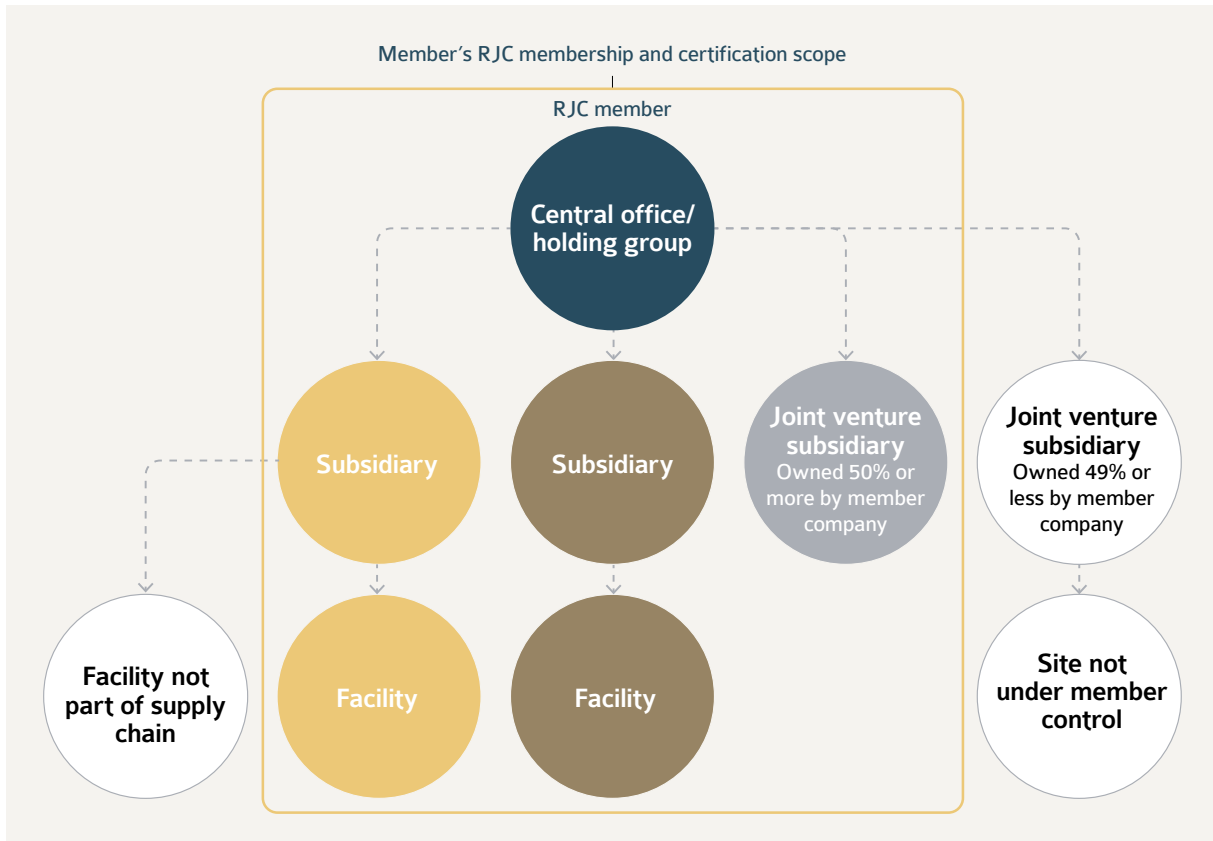 Member's RJC membership and certification scope
RJC member
Central office/
holding group
Subsidiary
Subsidiary
Joint venture
subsidiary
Owned 50% or
more by member
company
Joint venture
subsidiary
Owned 49% or
less by member
company
Facility not
part of supply
chain
Facility
Facility
Site not
under member
control